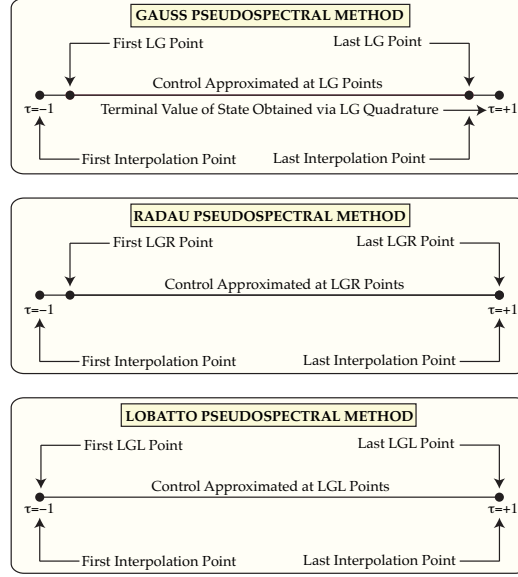 GAUSS PSEUDOSPECTRAL METHOD
First LG Point
Last LG Point
Control Approximated at LG Points
τ=−1
Terminal Value of State Obtained via LG Quadrature
τ=+1
First Interpolation Point
Last Interpolation Point
RADAU PSEUDOSPECTRAL METHOD
First LGR Point
Last LGR Point
Control Approximated at LGR Points
τ=−1
τ=+1
First Interpolation Point
Last Interpolation Point
LOBATTO PSEUDOSPECTRAL METHOD
First LGL Point
Last LGL Point
Control Approximated at LGL Points
τ=−1
τ=+1
First Interpolation Point
Last Interpolation Point